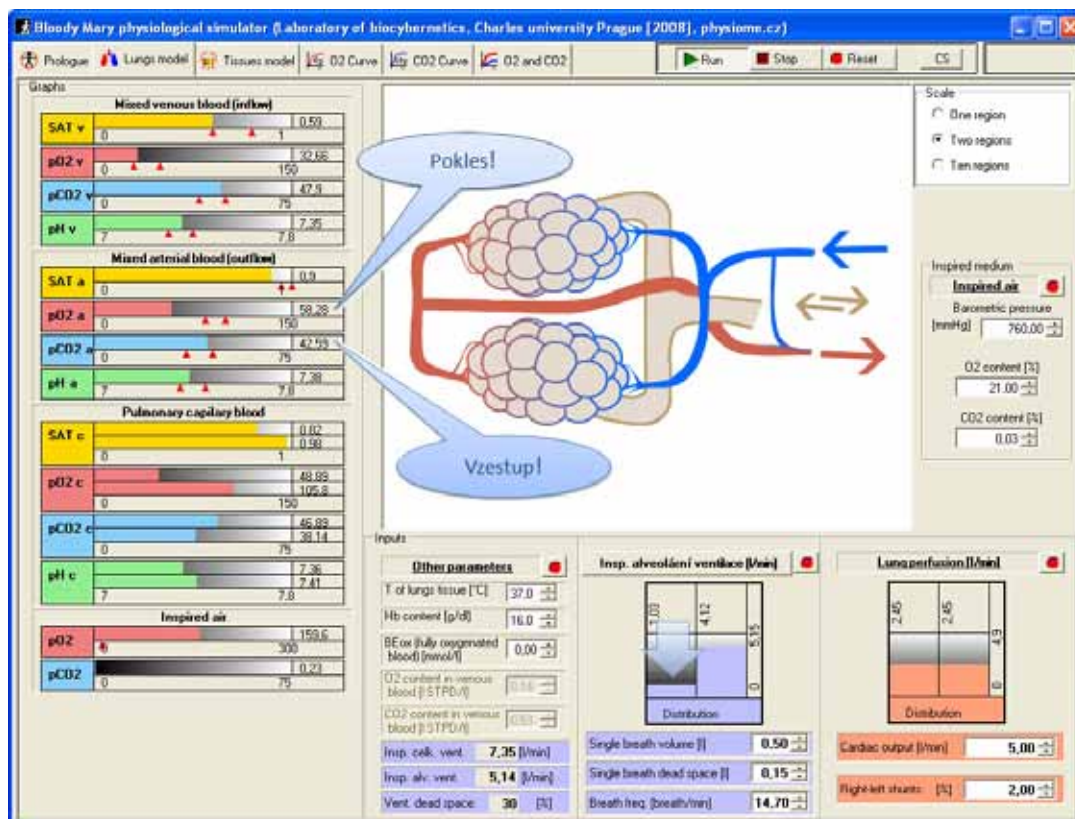 Bloody Mary physiological simulator (Laboratory of biocybernetics, Charles university Prague [2008], physiome.cz)
Prologue Lungs model Tissues model O2 Curve CO2 Curve O2 and CO2 Run Stop Reset CS
Graphs
Mixed venous blood (inflow)
SAT v 0,59
0 1
pO2 v 32,66
0 150
pCO2 v 47,9
0 75
pH v 7,35
7 7,8
Mixed arterial blood (outflow)
SAT a 0,9
0
pO2 a 58,28
0 150
pCO2 a 42,59
0 75
pH a 7,38
7 7,8
Pulmonary capilary blood
SAT c 0,82
0,98
0 1
pO2 c 48,89
105,8
0 150
pCO2 c 46,89
38,14
0 75
pH c 7,36
7,41
7 7,8
Inspired air
pO2 159,6
300
pCO2 0,23
0 75
Pokles!
Vzestup!
Scale
One region
Two regions
Ten regions
Inspired medium
Inspired air
Barometric pressure
[mmHg] 760.00
O2 content [%]
21.00
CO2 content [%]
0.03
Inputs
Other parameters
T of lungs tissue [°C] 37.0
Hb content [g/dl] 16.0
BEox (fully oxygenated
blood) [mmol/l] 0,00
O2 content in venous
blood [l STPD/l]
CO2 content in venous
blood [l STPD/l]
Insp. celk. vent. 7,35 [l/min]
Insp. alv. vent. 5,14 [l/min]
Vent. dead space: 30 [%]
Insp. alveolární ventilace [l/min]
1,03 4,12 5,15
0
Distribution
Single breath volume [l] 0,50
Single breath dead space [l] 0,15
Breath freq. [breath/min] 14,70
Lung perfusion [l/min]
2,45 2,45 4,9
0
Distribution
Cardiac output [l/min] 5,00
Right-left shunts: [%] 2,00